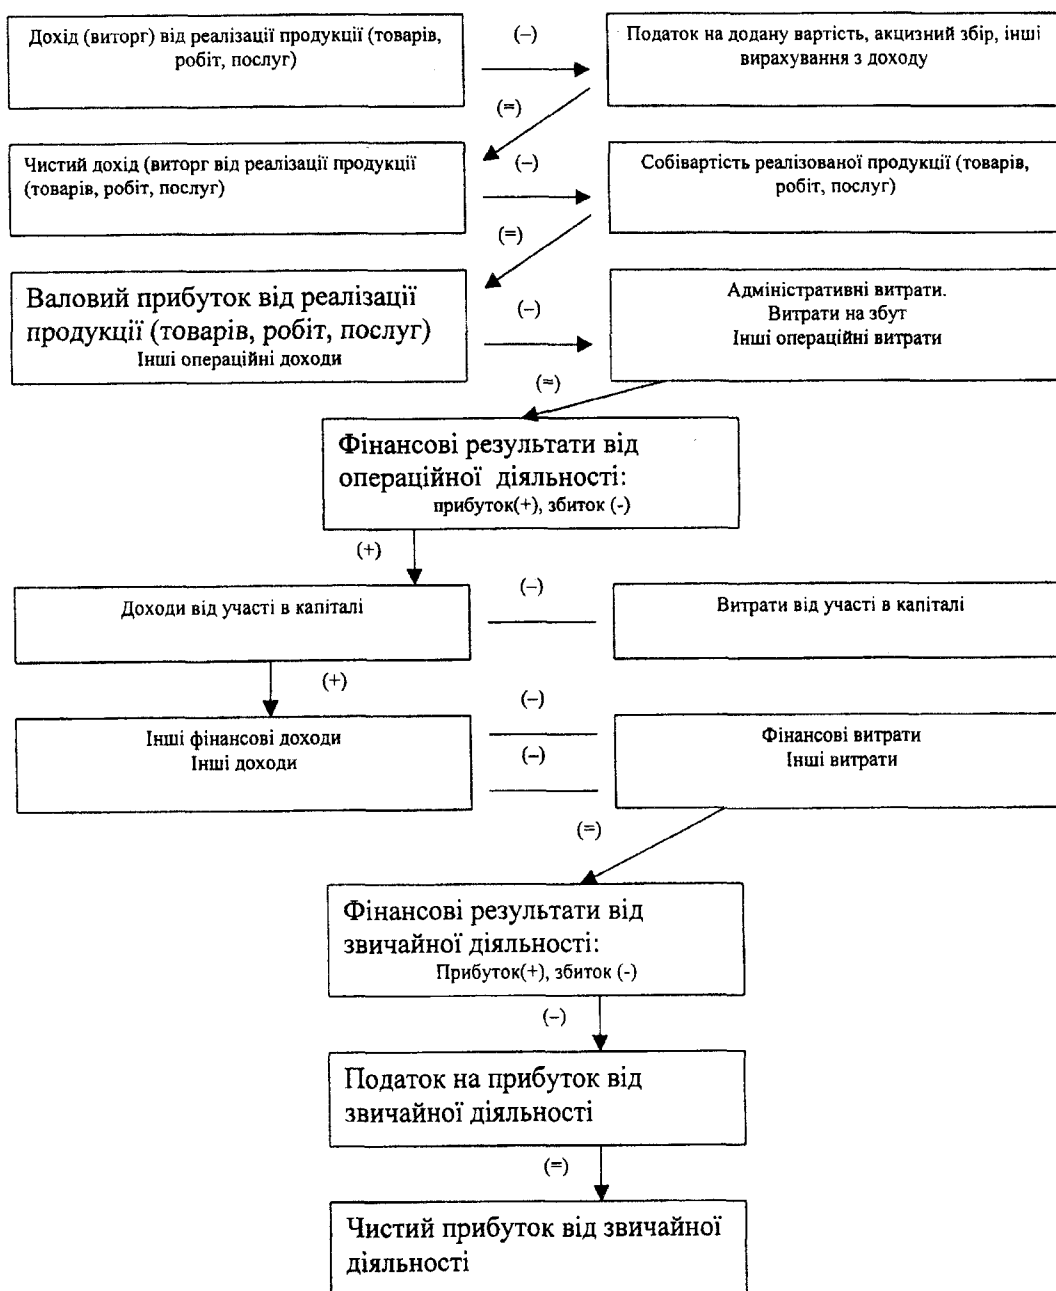 Дохід (виторг) від реалізації продукції (товарів,
робіт, послуг)
(–)
Податок на додану вартість, акцизний збір, інші
вирахування з доходу
(=)
Чистий дохід (виторг від реалізації продукції
(товарів, робіт, послуг)
(–)
Собівартість реалізованої продукції (товарів,
робіт, послуг)
(=)
Валовий прибуток від реалізації
продукції (товарів, робіт, послуг)
Інші операційні доходи
(–)
Адміністративні витрати.
Витрати на збут
Інші операційні витрати
(=)
Фінансові результати від
операційної діяльності:
прибуток(+), збиток (-)
(+)
Доходи від участі в капіталі
(–)
Витрати від участі в капіталі
(+)
Інші фінансові доходи
Інші доходи
(–)
(–)
Фінансові витрати
Інші витрати
(=)
Фінансові результати від
звичайної діяльності:
Прибуток(+), збиток (-)
(–)
Податок на прибуток від
звичайної діяльності
(=)
Чистий прибуток від звичайної
діяльності